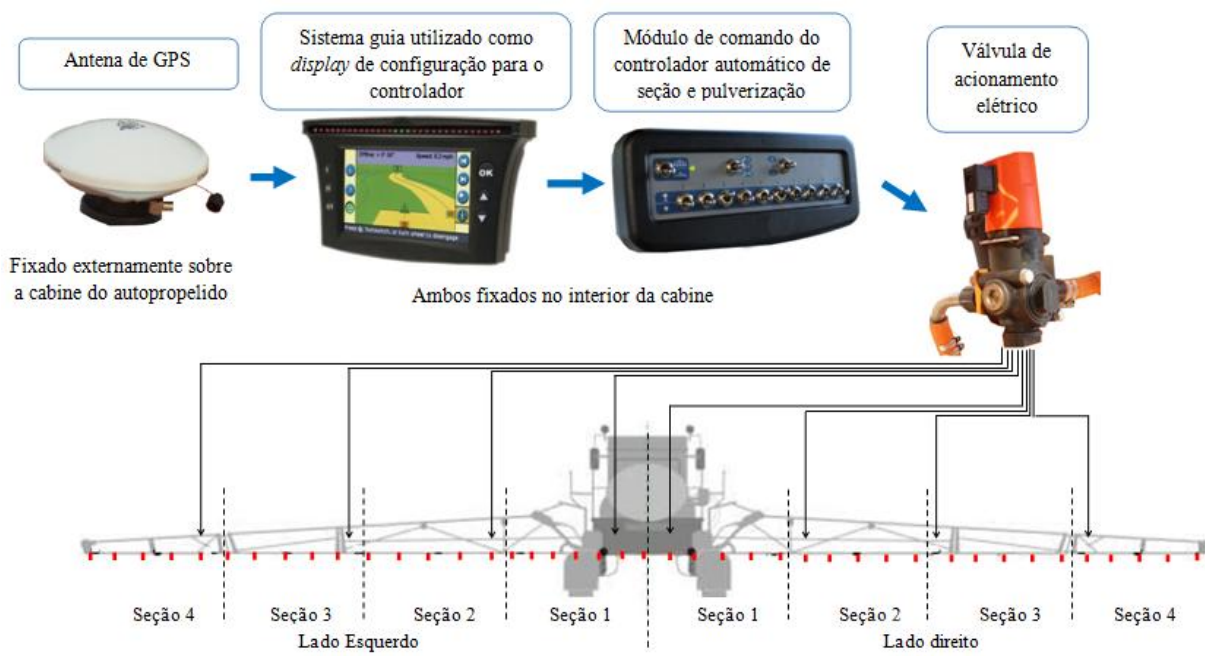 Antena de GPS
Sistema guia utilizado como
display de configuração para o
controlador
Módulo de comando do
controlador automático de
seção e pulverização
Válvula de
acionamento
elétrico
OK
Fixado externamente sobre
a cabine do autopropelido
Ambos fixados no interior da cabine
Seção 4
Seção 3
Seção 2
Seção 1
Seção 1
Seção 2
Seção 3
Seção 4
Lado Esquerdo
Lado direito